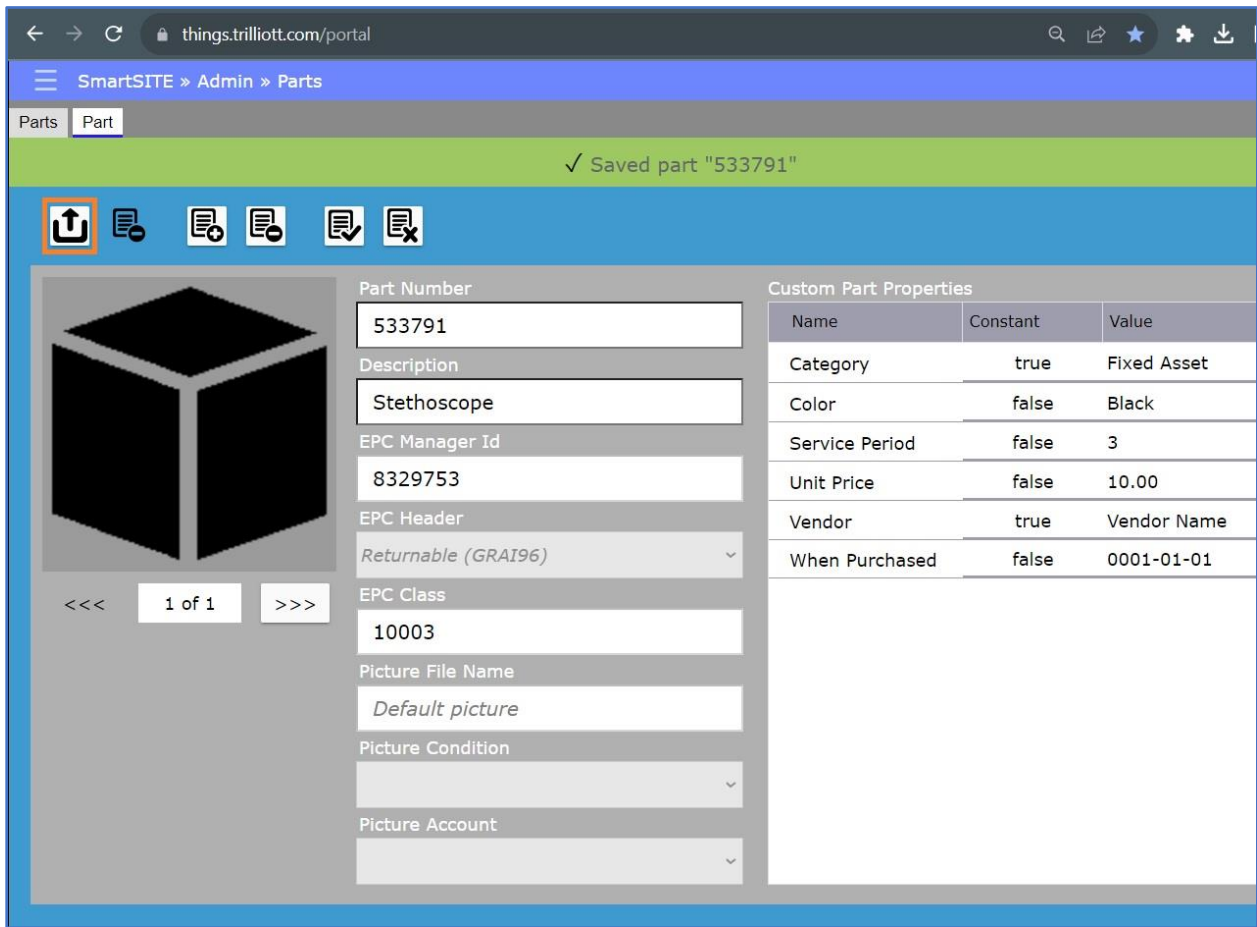 things.trilliott.com/portal
SmartSITE » Admin » Parts
Parts Part
✓ Saved part "533791"
Part Number
533791
Description
Stethoscope
EPC Manager Id
8329753
EPC Header
Returnable (GRAI96)
EPC Class
10003
Picture File Name
Default picture
Picture Condition
Picture Account
<<< 1 of 1 >>>
Custom Part Properties
Name Constant Value
Category true Fixed Asset
Color false Black
Service Period false 3
Unit Price false 10.00
Vendor true Vendor Name
When Purchased false 0001-01-01